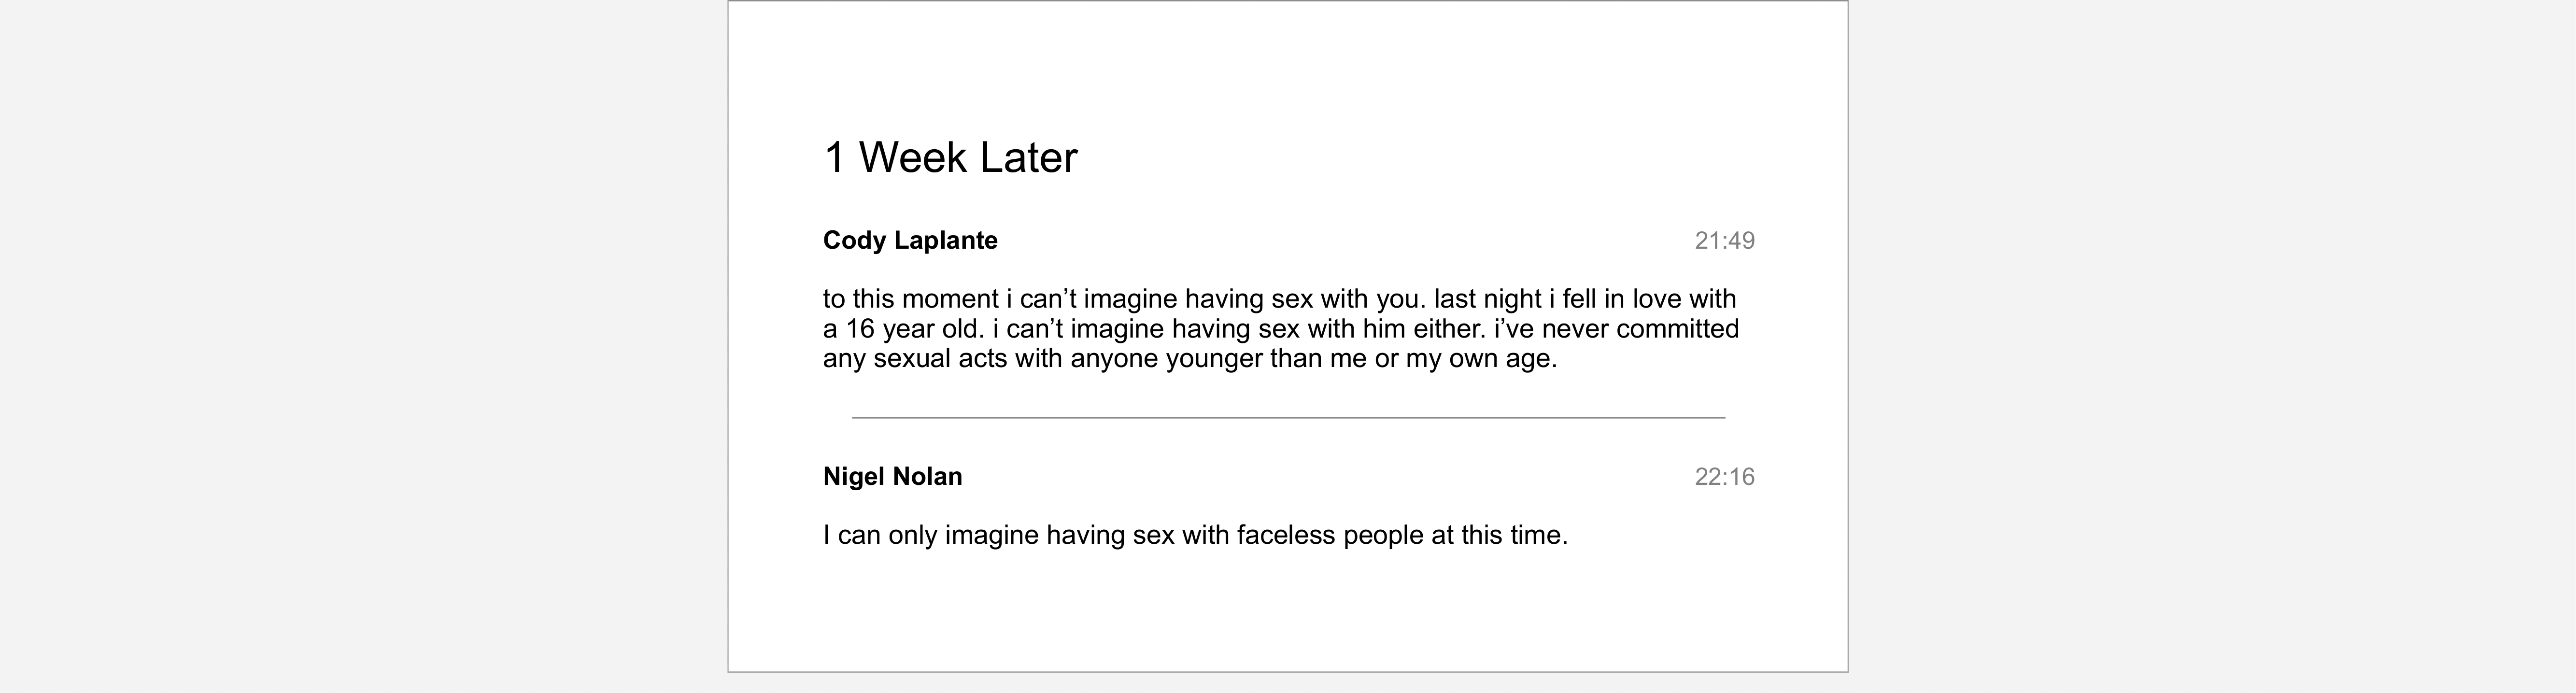 1 Week Later
Cody Laplante 21:49
to this moment i can’t imagine having sex with you. last night i fell in love with
a 16 year old. i can’t imagine having sex with him either. i’ve never committed
any sexual acts with anyone younger than me or my own age.
Nigel Nolan 22:16
I can only imagine having sex with faceless people at this time.